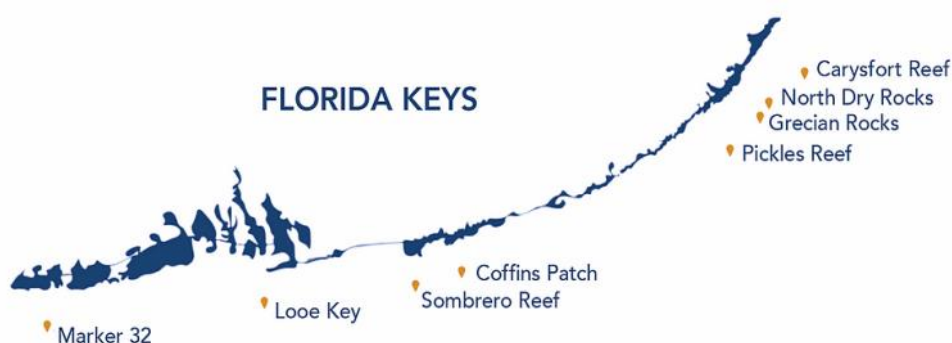 FLORIDA KEYS
Carysfort Reef
North Dry Rocks
Grecian Rocks
Pickles Reef
Coffins Patch
Sombrero Reef
Looe Key
Marker 32